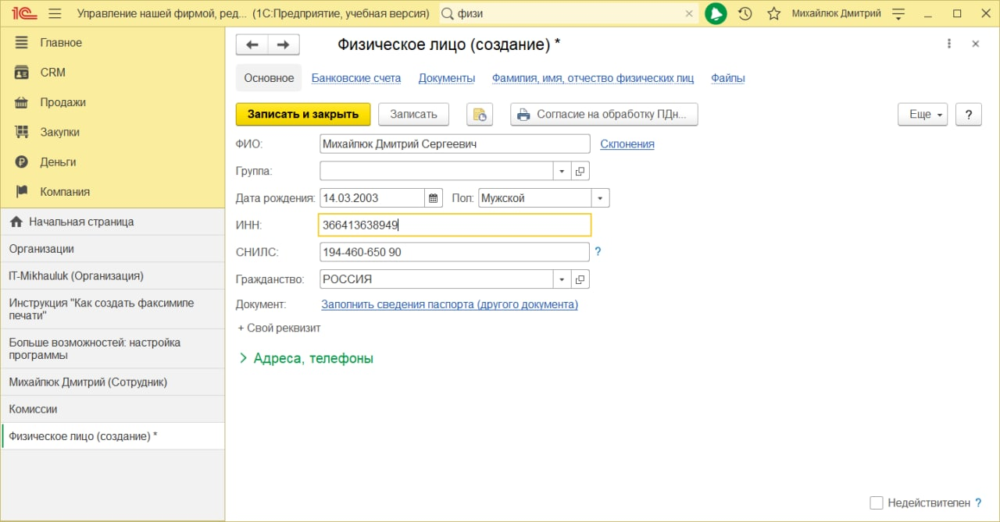 1С Управление нашей фирмой, ред... (1С:Предприятие, учебная версия) физи Михайлюк Дмитрий
Главное
CRM
Продажи
Закупки
Деньги
Компания
Начальная страница
Организации
IT-Mikhauluk (Организация)
Инструкция "Как создать факсимиле
печати"
Больше возможностей: настройка
программы
Михайлюк Дмитрий (Сотрудник)
Комиссии
Физическое лицо (создание) *
Физическое лицо (создание) *
Основное Банковские счета Документы Фамилия, имя, отчество физических лиц Файлы
Записать и закрыть Записать Согласие на обработку ПДн... Еще ?
ФИО: Михайлюк Дмитрий Сергеевич Склонения
Группа:
Дата рождения: 14.03.2003 Пол: Мужской
ИНН: 366413638949
СНИЛС: 194-460-650 90 ?
Гражданство: РОССИЯ
Документ: Заполнить сведения паспорта (другого документа)
+ Свой реквизит
Адреса, телефоны
Недействителен ?